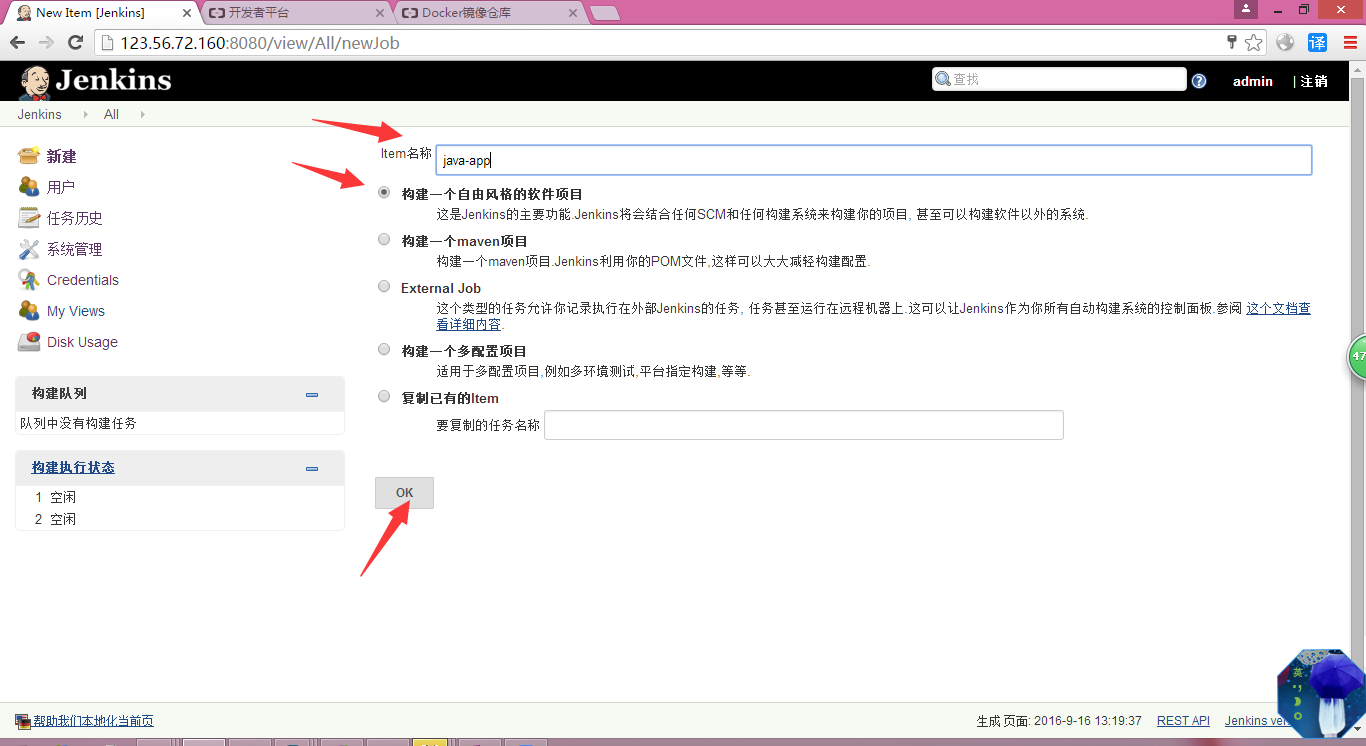 New Item [Jenkins]
开发者平台
Docker镜像仓库
123.56.72.160:8080/view/All/newJob
译
Jenkins
查找
admin
| 注销
Jenkins
All
新建
用户
任务历史
系统管理
Credentials
My Views
Disk Usage
构建队列
队列中没有构建任务
构建执行状态
1 空闲
2 空闲
Item名称
java-app
构建一个自由风格的软件项目
这是Jenkins的主要功能.Jenkins将会结合任何SCM和任何构建系统来构建你的项目, 甚至可以构建软件以外的系统.
构建一个maven项目
构建一个maven项目.Jenkins利用你的POM文件,这样可以大大减轻构建配置.
External Job
这个类型的任务允许你记录执行在外部Jenkins的任务, 任务甚至运行在远程机器上.这可以让Jenkins作为你所有自动构建系统的控制面板.参阅 这个文档查
看详细内容.
构建一个多配置项目
适用于多配置项目,例如多环境测试,平台指定构建,等等.
复制已有的Item
要复制的任务名称
OK
47
英
帮助我们本地化当前页
生成 页面: 2016-9-16 13:19:37
REST API
Jenkins ver